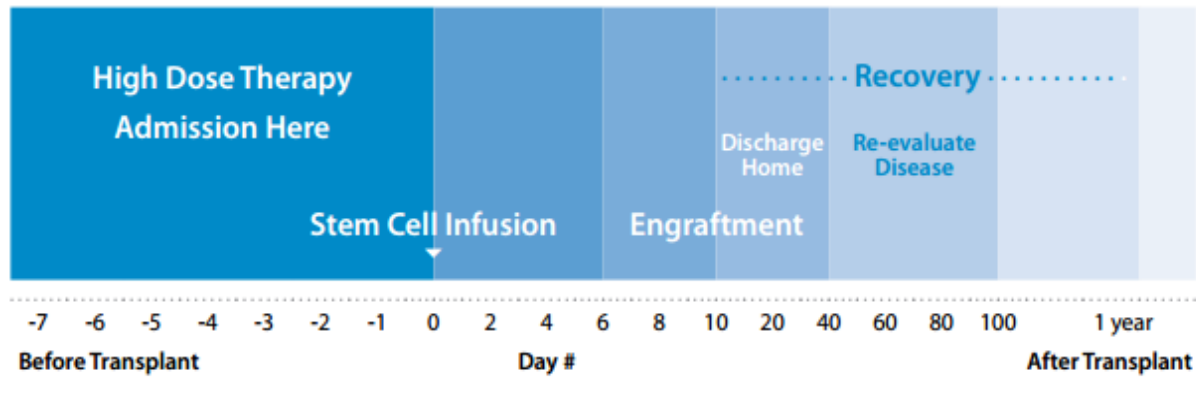 High Dose Therapy
Admission Here
Recovery
Discharge
Home
Re-evaluate
Disease
Stem Cell Infusion
Engraftment
-7 -6 -5 -4 -3 -2 -1 0 2 4 6 8 10 20 40 60 80 100 1 year
Before Transplant Day # After Transplant